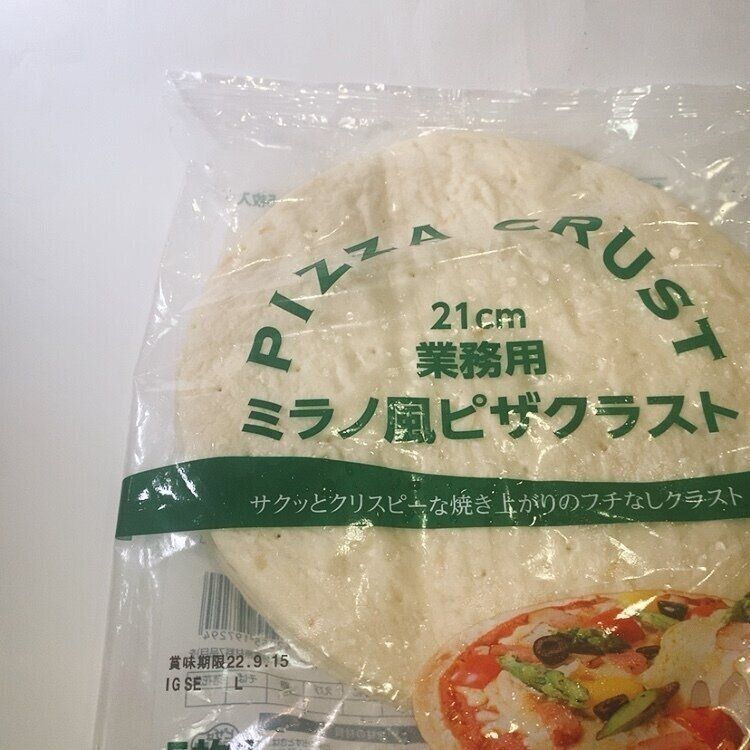 PIZZA CRUST
21cm
業務用
ミラノ風ピザクラスト
サクッとクリスピーな焼き上がりのフチなしクラスト
賞味期限22.9.15
IGSE L